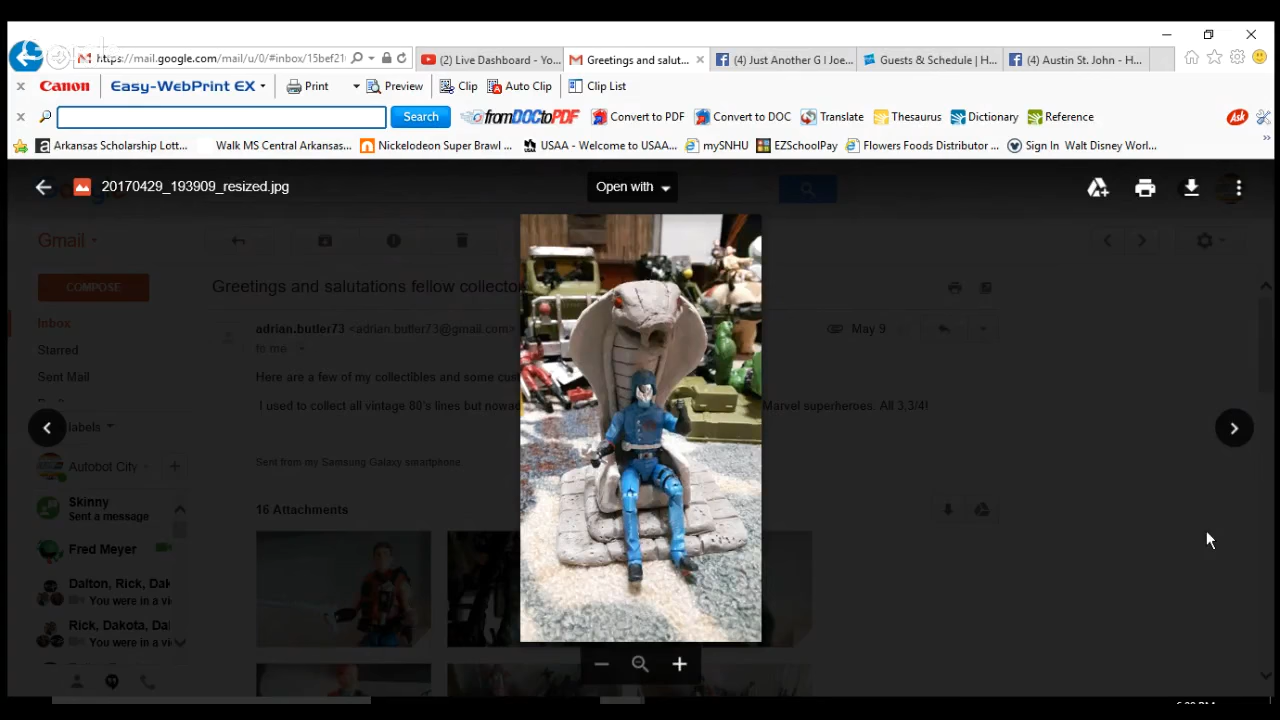 https://mail.google.com/mail/u/0/#inbox/15bef21
(2) Live Dashboard - Yo...
Greetings and salut...
(4) Just Another G I Joe...
Guests & Schedule | H...
(4) Austin St. John - H...
Canon Easy-WebPrint EX
Print
Preview
Clip
Auto Clip
Clip List
Search
fromDOCtoPDF
Convert to PDF
Convert to DOC
Translate
Thesaurus
Dictionary
Reference
Ask
Arkansas Scholarship Lott...
Walk MS Central Arkansas...
Nickelodeon Super Brawl ...
USAA - Welcome to USAA...
mySNHU
EZSchoolPay
Flowers Foods Distributor ...
Sign In
Walt Disney Worl...
20170429_193909_resized.jpg
Open with
Gmail
COMPOSE
Greetings and salutations fellow collecto
Inbox
adrian.butler73 <adrian.butler73@gmail.com>
May 9
to me
Starred
Sent Mail
Here are a few of my collectibles and some cus
I used to collect all vintage 80's lines but nowa
Marvel superheroes. All 3,3/4!
labels
Sent from my Samsung Galaxy smartphone
Autobot City
Skinny
Sent a message
16 Attachments
Fred Meyer
Dalton, Rick, Dak
You were in a vi
Rick, Dakota, Da
You were in a vi